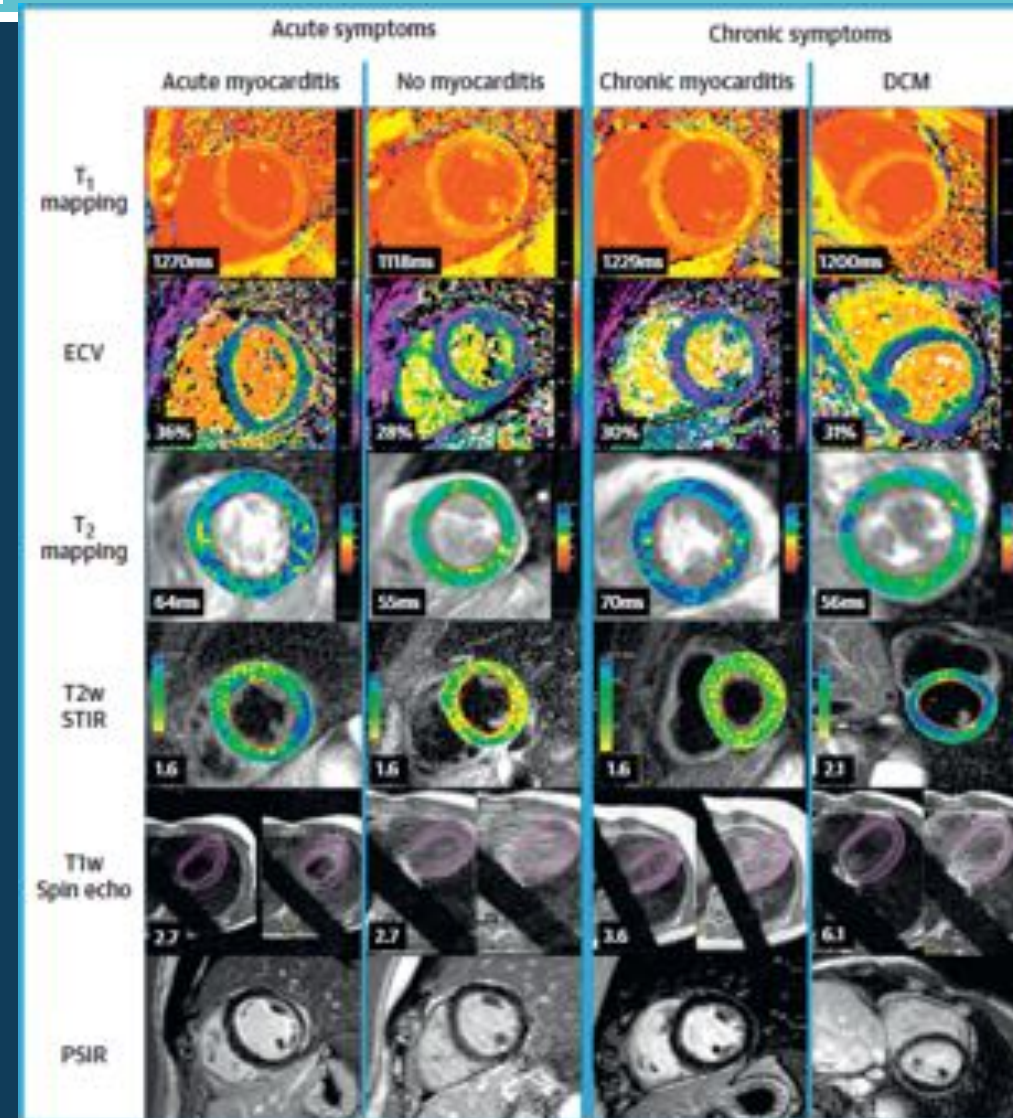 Acute symptoms
Chronic symptoms
Acute myocarditis
No myocarditis
Chronic myocarditis
DCM
T1
mapping
1270ms
1118ms
1229ms
1200ms
ECV
36%
28%
30%
31%
T2
mapping
64ms
55ms
70ms
56ms
T2w
STIR
1.6
1.6
1.6
2.1
T1w
Spin echo
2.7
2.7
3.6
6.1
PSIR